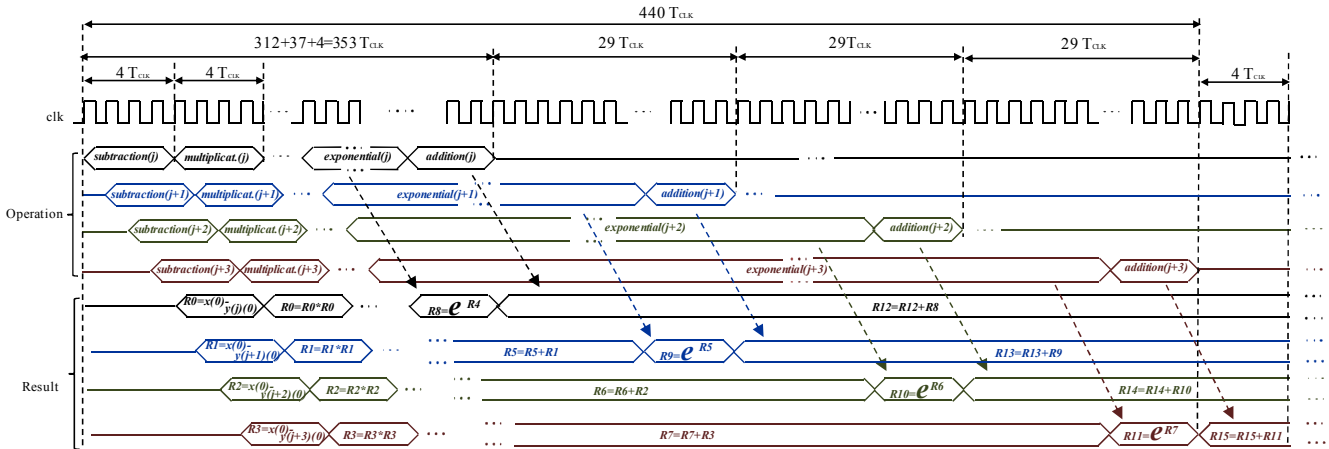 440 TCLK
312+37+4=353 TCLK
29 TCLK
29TCLK
29 TCLK
4 TCLK
4 TCLK
4 TCLK
clk
Operation
subtraction(j)
multiplicat.(j)
exponential(j)
addition(j)
subtraction(j+1)
multiplicat.(j+1)
exponential(j+1)
addition(j+1)
subtraction(j+2)
multiplicat.(j+2)
exponential(j+2)
addition(j+2)
subtraction(j+3)
multiplicat.(j+3)
exponential(j+3)
addition(j+3)
Result
R0=x(0)-
y(j)(0)
R0=R0*R0
R8=e R4
R12=R12+R8
R1=x(0)-
y(j+1)(0)
R1=R1*R1
R5=R5+R1
R9=e R5
R13=R13+R9
R2=x(0)-
y(j+2)(0)
R2=R2*R2
R6=R6+R2
R10=e R6
R14=R14+R10
R3=x(0)-
y(j+3)(0)
R3=R3*R3
R7=R7+R3
R11=e R7
R15=R15+R11